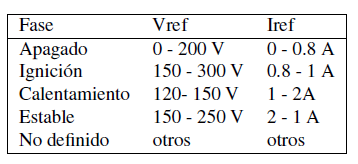 Fase Vref Iref
Apagado 0 - 200 V 0 - 0.8 A
Ignición 150 - 300 V 0.8 - 1 A
Calentamiento 120- 150 V 1 - 2A
Estable 150 - 250 V 2 - 1 A
No definido otros otros